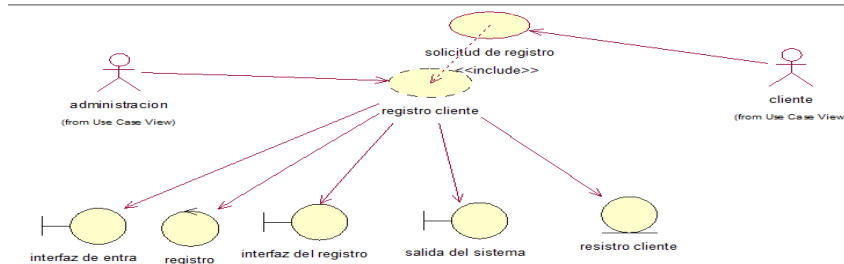 solicitud de registro
<<include>>
administracion
(from Use Case View)
registro cliente
cliente
(from Use Case View)
interfaz de entra
registro
interfaz del registro
salida del sistema
resistro cliente